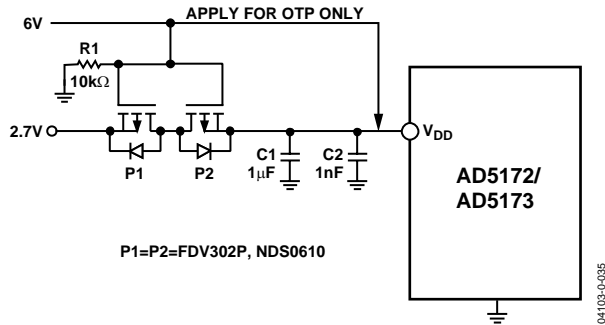 6V
APPLY FOR OTP ONLY
R1
10kΩ
2.7V
P1
P2
C1
1μF
C2
1nF
VDD
AD5172/
AD5173
P1=P2=FDV302P, NDS0610
04103-0-035